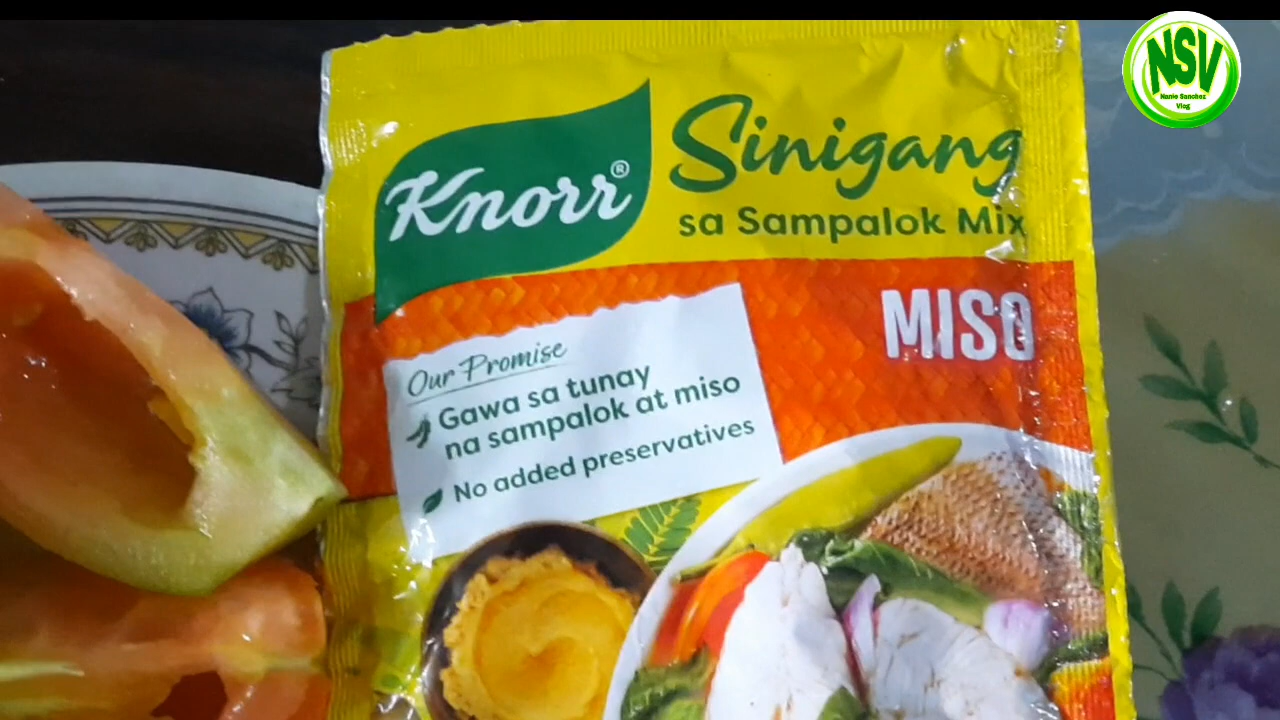 NSV
Nanie Sanchez
Vlog
Knorr®
Sinigang
sa Sampalok Mix
MISO
Our Promise
Gawa sa tunay
na sampalok at miso
No added preservatives